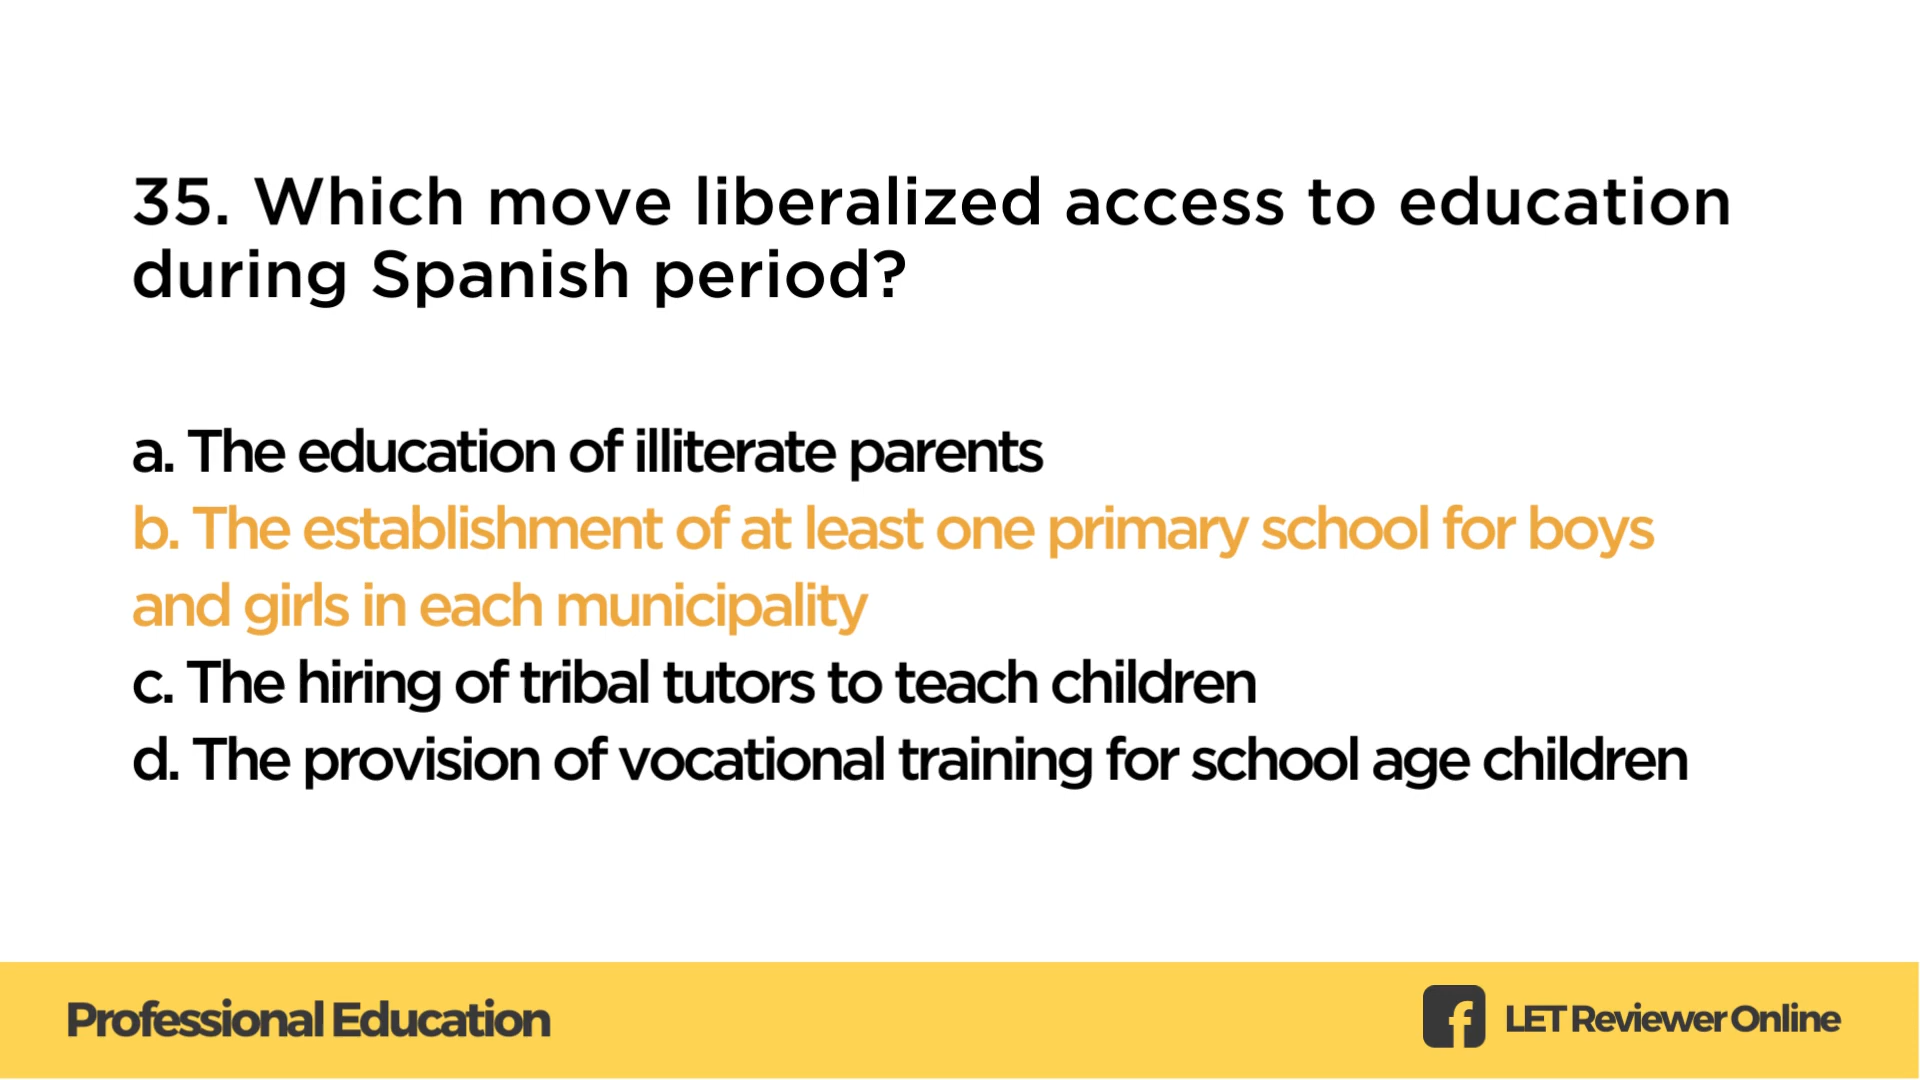 35. Which move liberalized access to education
during Spanish period?
a. The education of illiterate parents
b. The establishment of at least one primary school for boys
and girls in each municipality
c. The hiring of tribal tutors to teach children
d. The provision of vocational training for school age children
Professional Education
LET Reviewer Online